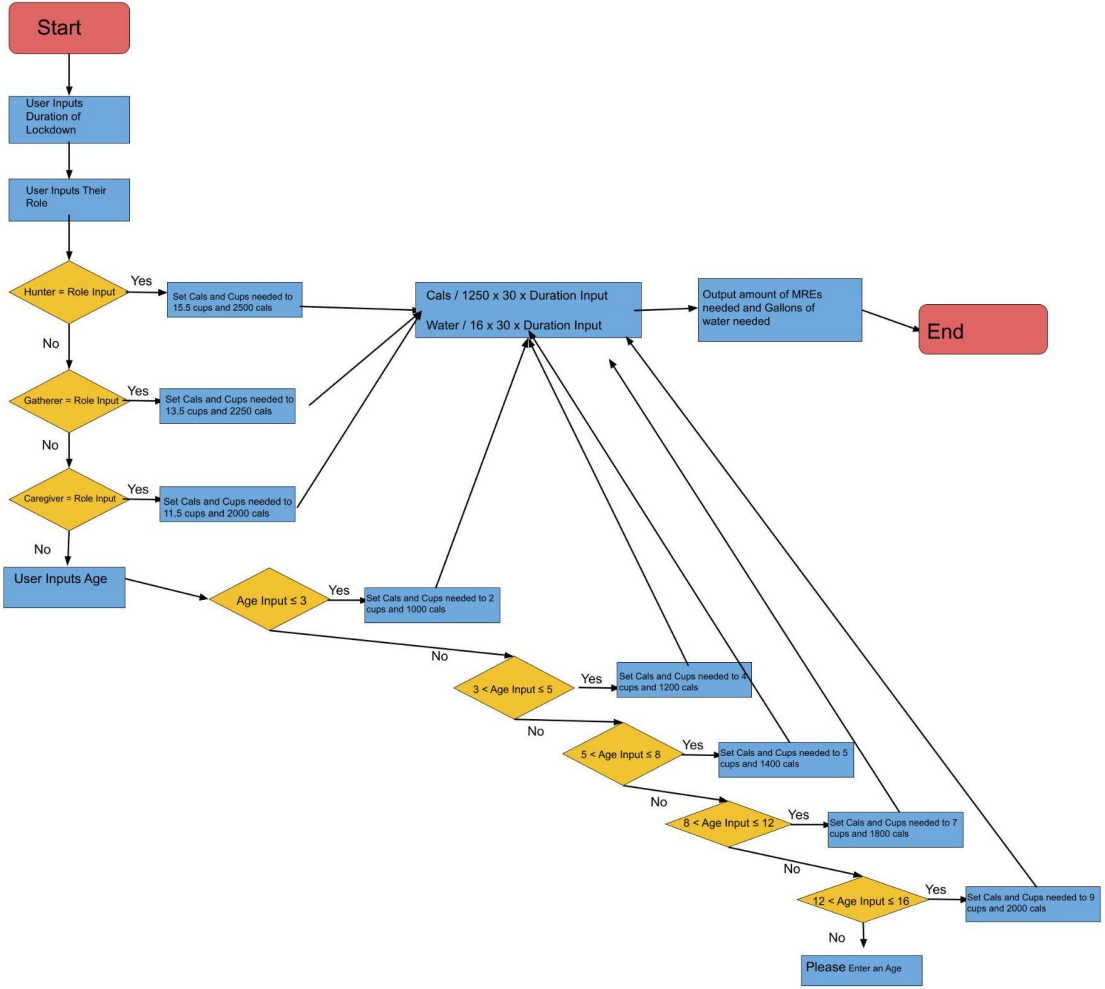 Start
User Inputs
Duration of
Lockdown
User Inputs Their
Role
Hunter = Role Input
Yes
Set Cals and Cups needed to
15.5 cups and 2500 cals
Cals / 1250 x 30 x Duration Input
Water / 16 x 30 x Duration Input
Output amount of MREs
needed and Gallons of
water needed
End
No
Gatherer = Role Input
Yes
Set Cals and Cups needed to
13.5 cups and 2250 cals
No
Caregiver = Role Input
Yes
Set Cals and Cups needed to
11.5 cups and 2000 cals
No
User Inputs Age
Age Input ≤ 3
Yes
Set Cals and Cups needed to 2
cups and 1000 cals
No
3 < Age Input ≤ 5
Yes
Set Cals and Cups needed to 4
cups and 1200 cals
No
5 < Age Input ≤ 8
Yes
Set Cals and Cups needed to 5
cups and 1400 cals
No
8 < Age Input ≤ 12
Yes
Set Cals and Cups needed to 7
cups and 1800 cals
No
12 < Age Input ≤ 16
Yes
Set Cals and Cups needed to 9
cups and 2000 cals
No
Please Enter an Age